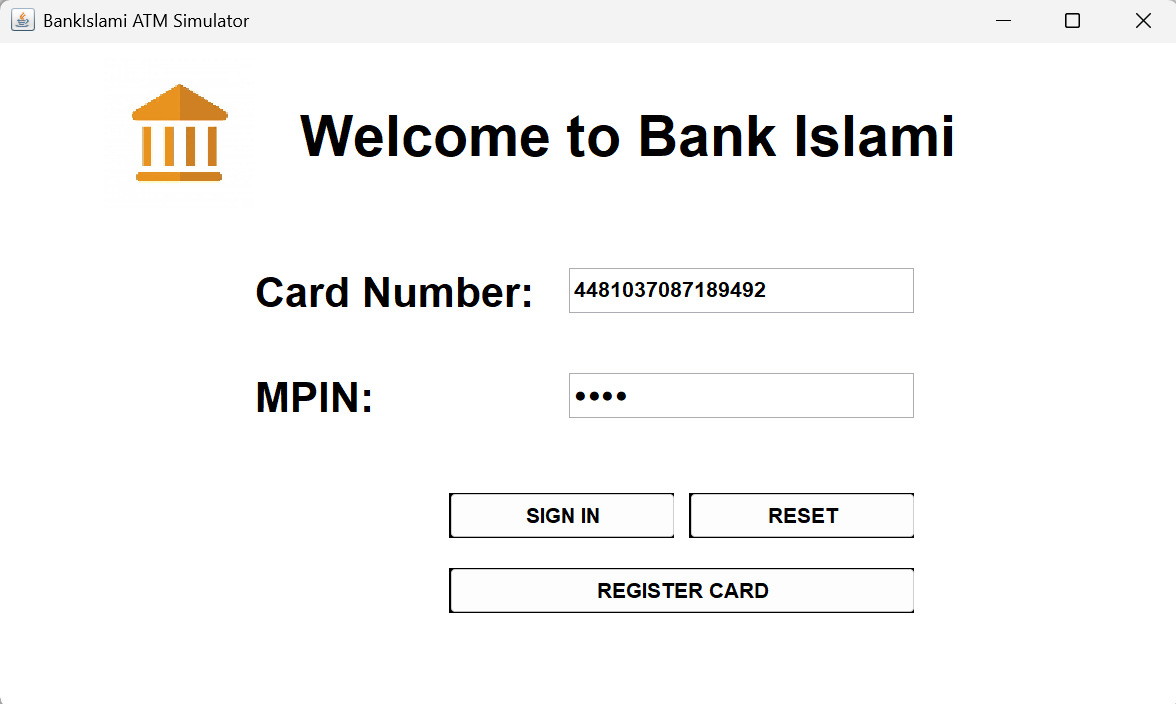 BankIslami ATM Simulator
Welcome to Bank Islami
Card Number: 4481037087189492
MPIN: ••••
SIGN IN RESET
REGISTER CARD